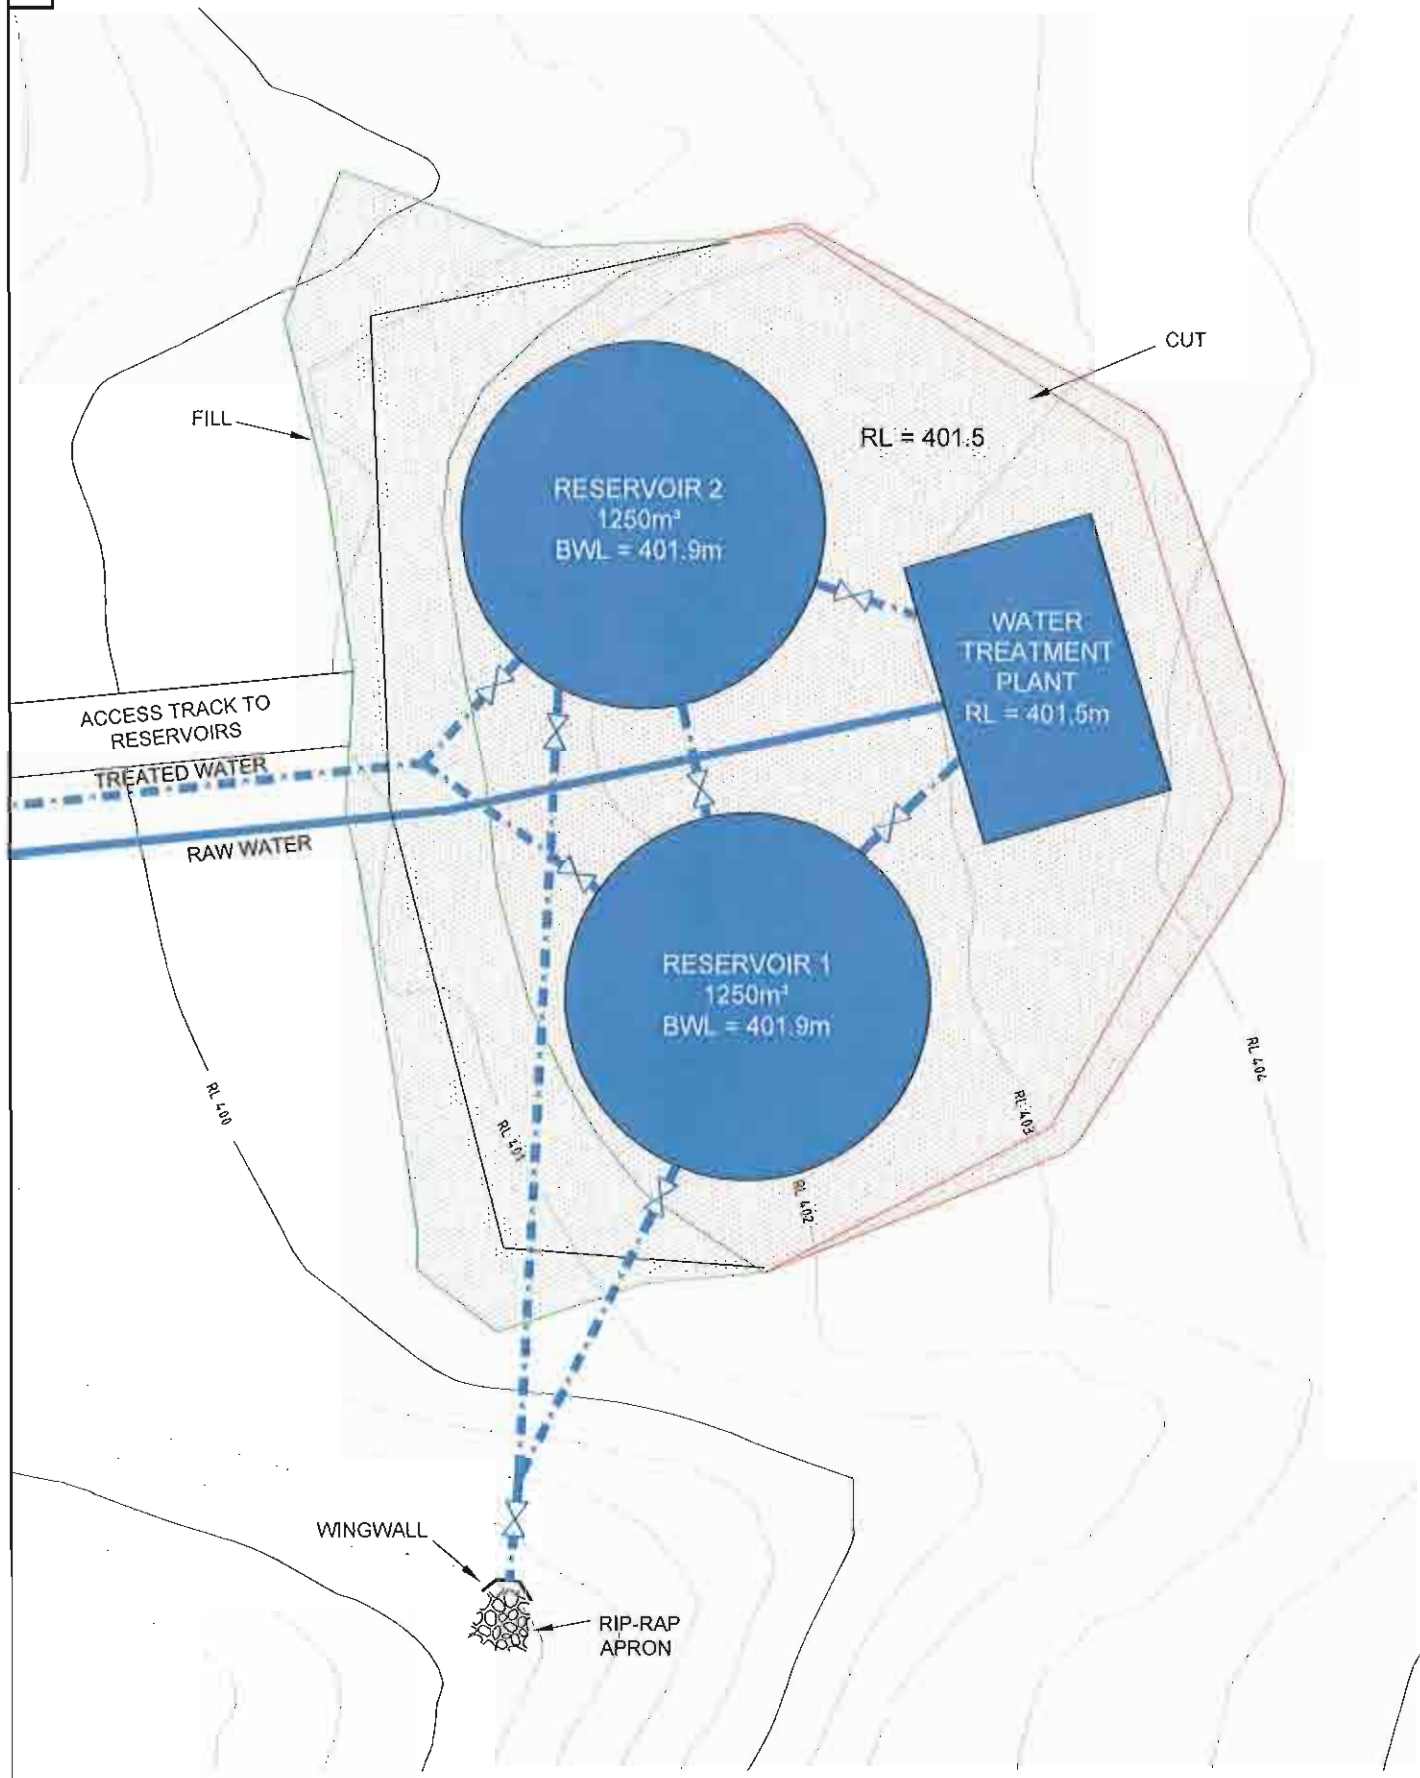 CUT
FILL
RL = 401.5
RESERVOIR 2
1250m³
BWL = 401.9m
WATER
TREATMENT
PLANT
RL = 401.5m
ACCESS TRACK TO
RESERVOIRS
TREATED WATER
RAW WATER
RESERVOIR 1
1250m³
BWL = 401.9m
RL 400
RL 401
RL 402
RL 403
RL 404
WINGWALL
RIP-RAP
APRON